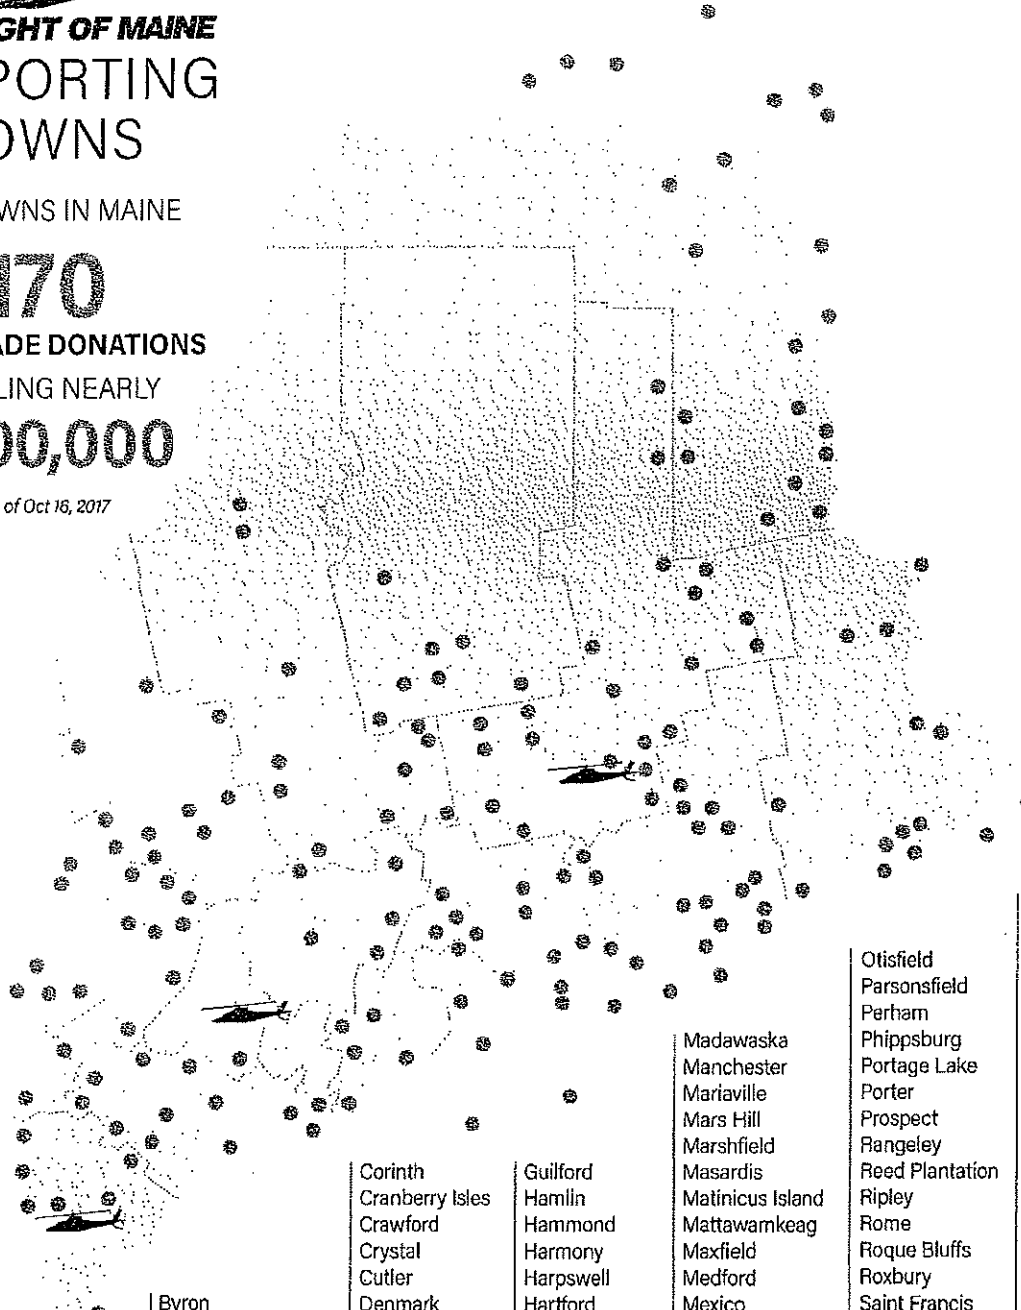 GHT OF MAINE
PORTING
OWNS
WNS IN MAINE
170
ADE DONATIONS
LING NEARLY
00,000
of Oct 16, 2017
Byron
Corinth
Cranberry Isles
Crawford
Crystal
Cutler
Denmark
Guilford
Hamlin
Hammond
Harmony
Harpswell
Hartford
Madawaska
Manchester
Mariaville
Mars Hill
Marshfield
Masardis
Matinicus Island
Mattawamkeag
Maxfield
Medford
Mexico
Otisfield
Parsonsfield
Perham
Phippsburg
Portage Lake
Porter
Prospect
Rangeley
Reed Plantation
Ripley
Rome
Roque Bluffs
Roxbury
Saint Francis